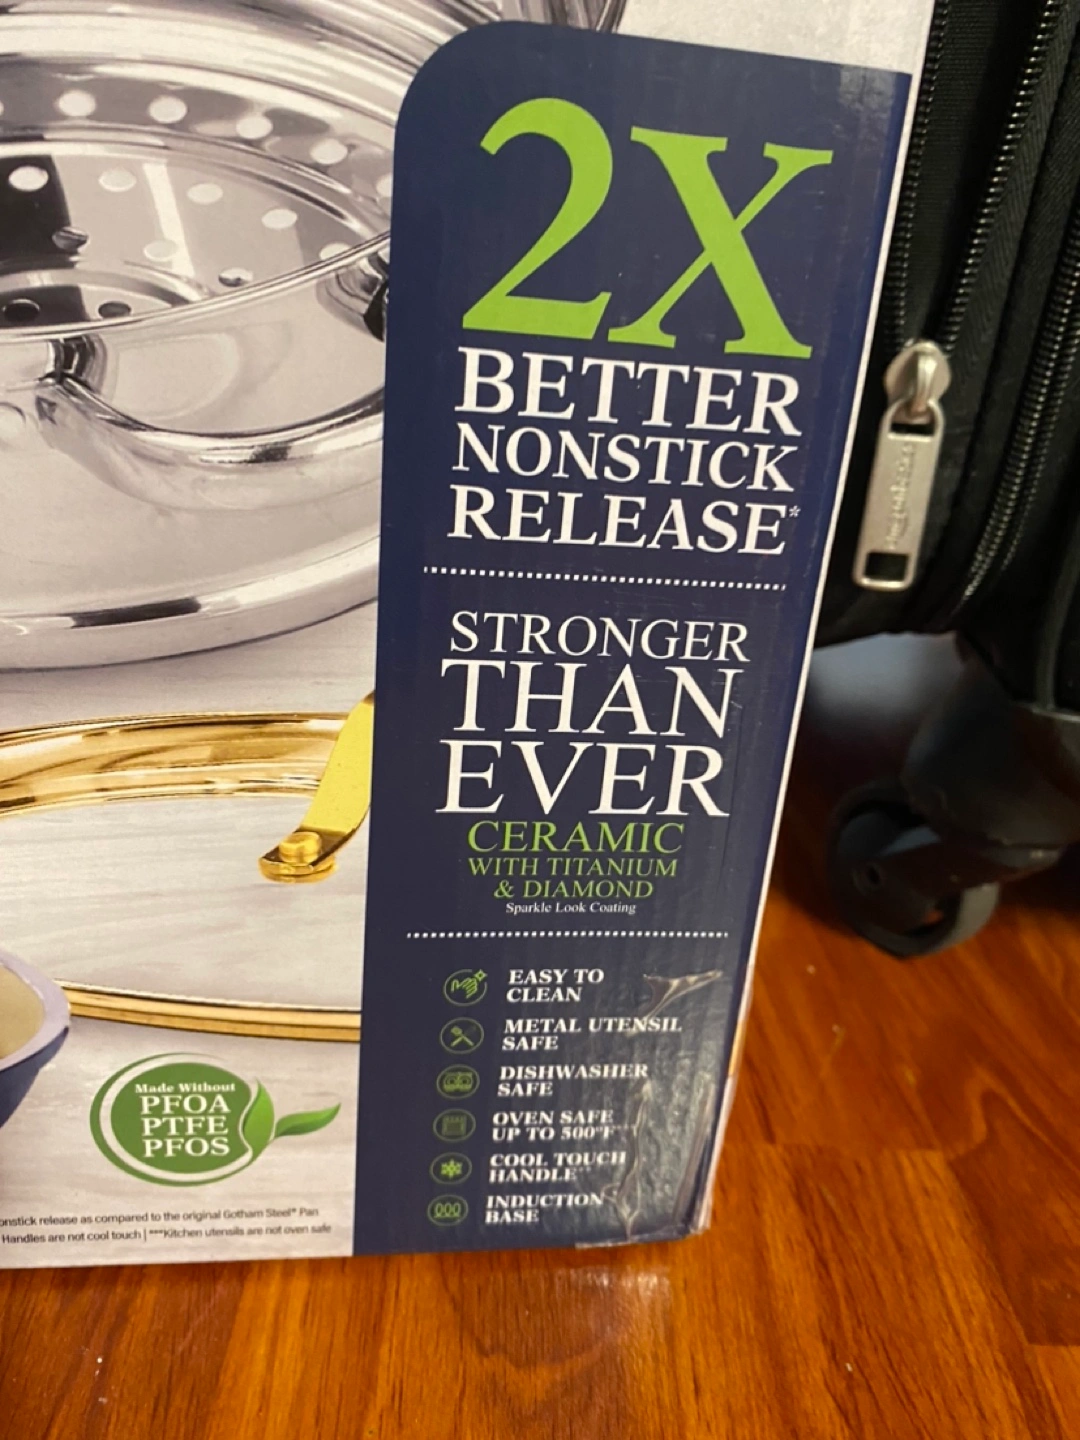 2X
BETTER
NONSTICK
RELEASE*
STRONGER
THAN
EVER
CERAMIC
WITH TITANIUM
& DIAMOND
Sparkle Look Coating
EASY TO
CLEAN
METAL UTENSIL
SAFE
DISHWASHER
SAFE
OVEN SAFE
UP TO 500°F***
COOL TOUCH
HANDLE**
INDUCTION
BASE
Made Without
PFOA
PTFE
PFOS
release as compared to the original Gotham Steel® Pan
Handles are not cool touch | ***Kitchen utensils are not oven safe